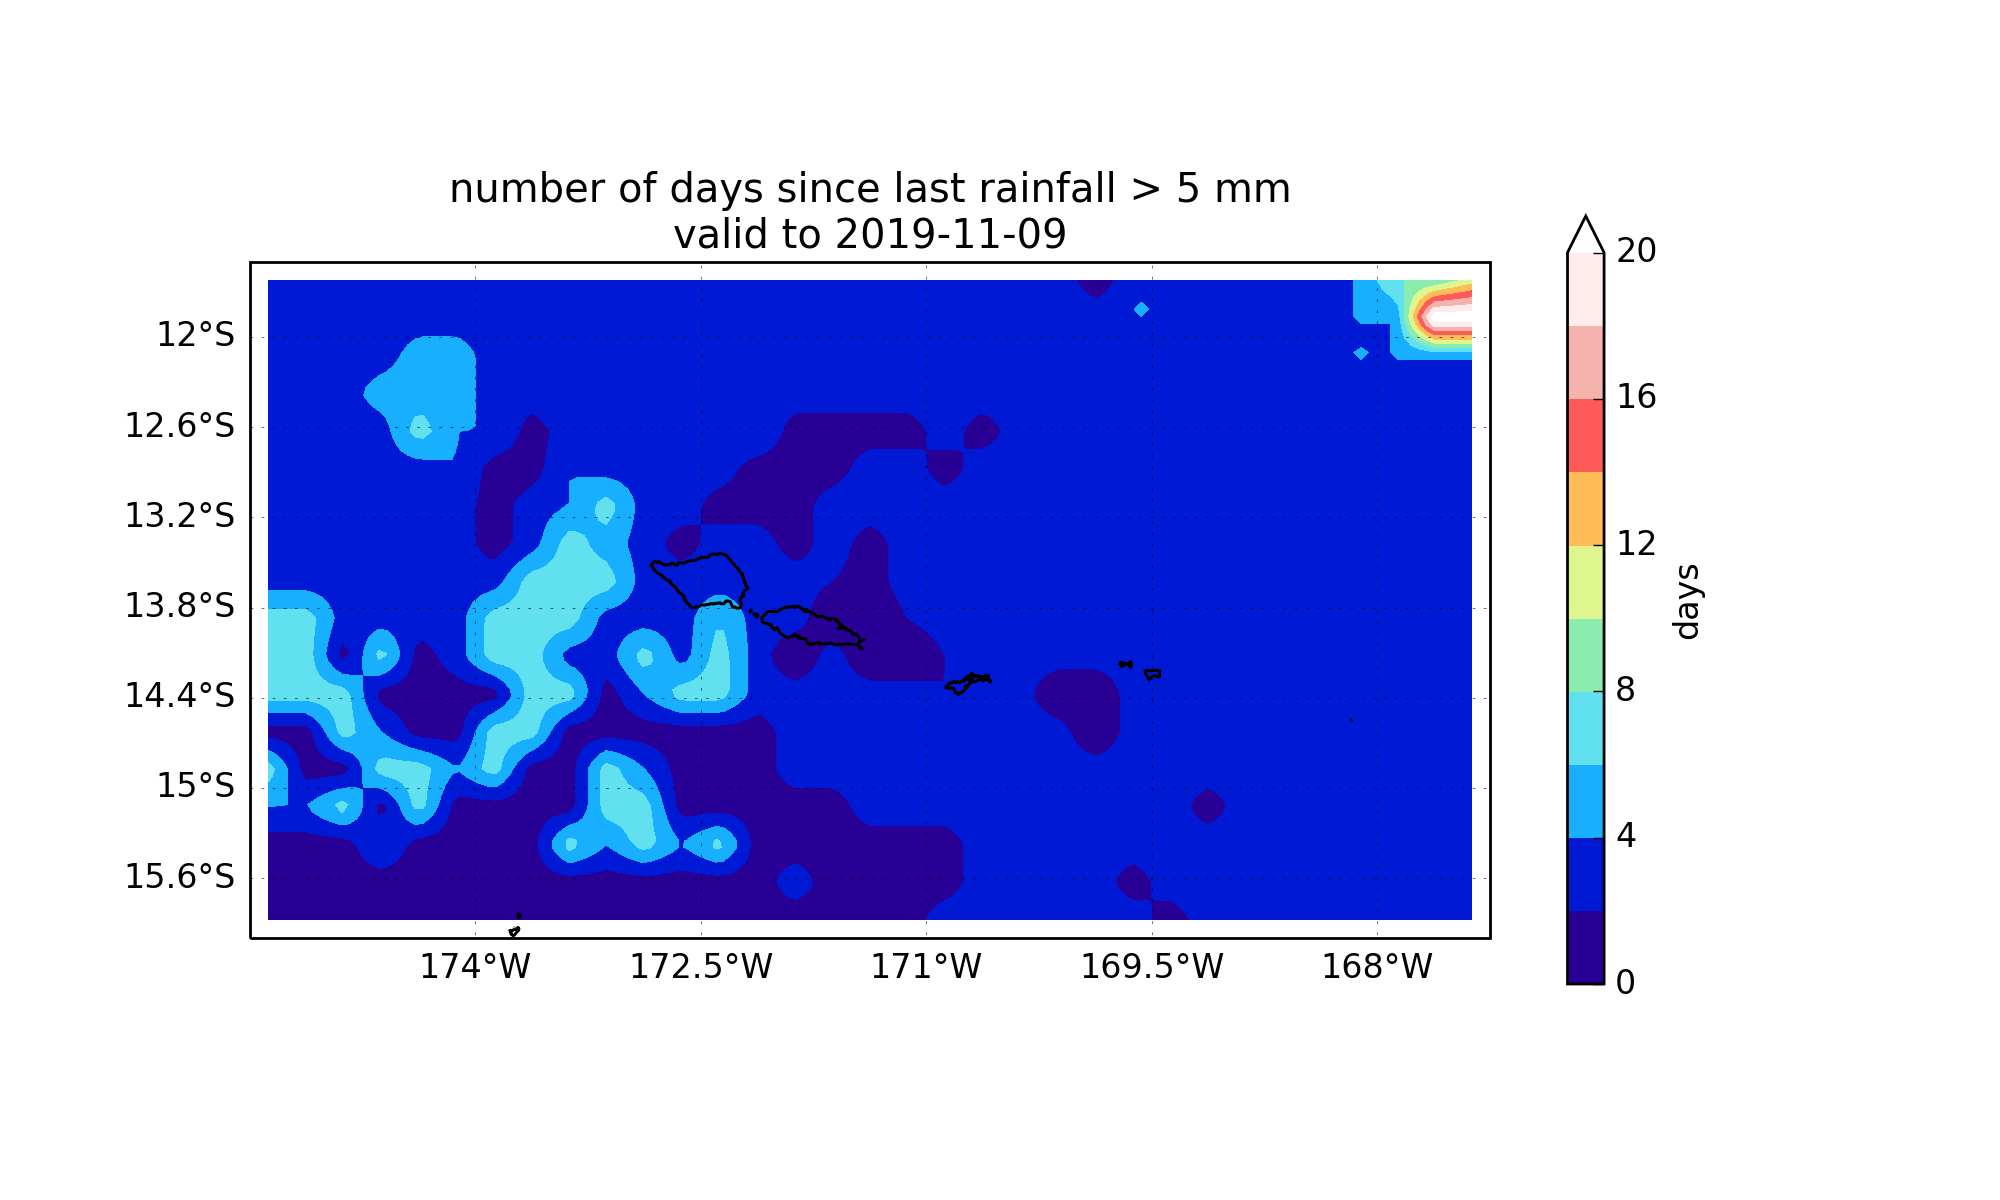 number of days since last rainfall > 5 mm
valid to 2019-11-09
12°S
12.6°S
13.2°S
13.8°S
14.4°S
15°S
15.6°S
174°W
172.5°W
171°W
169.5°W
168°W
20
16
12
8
4
0
days